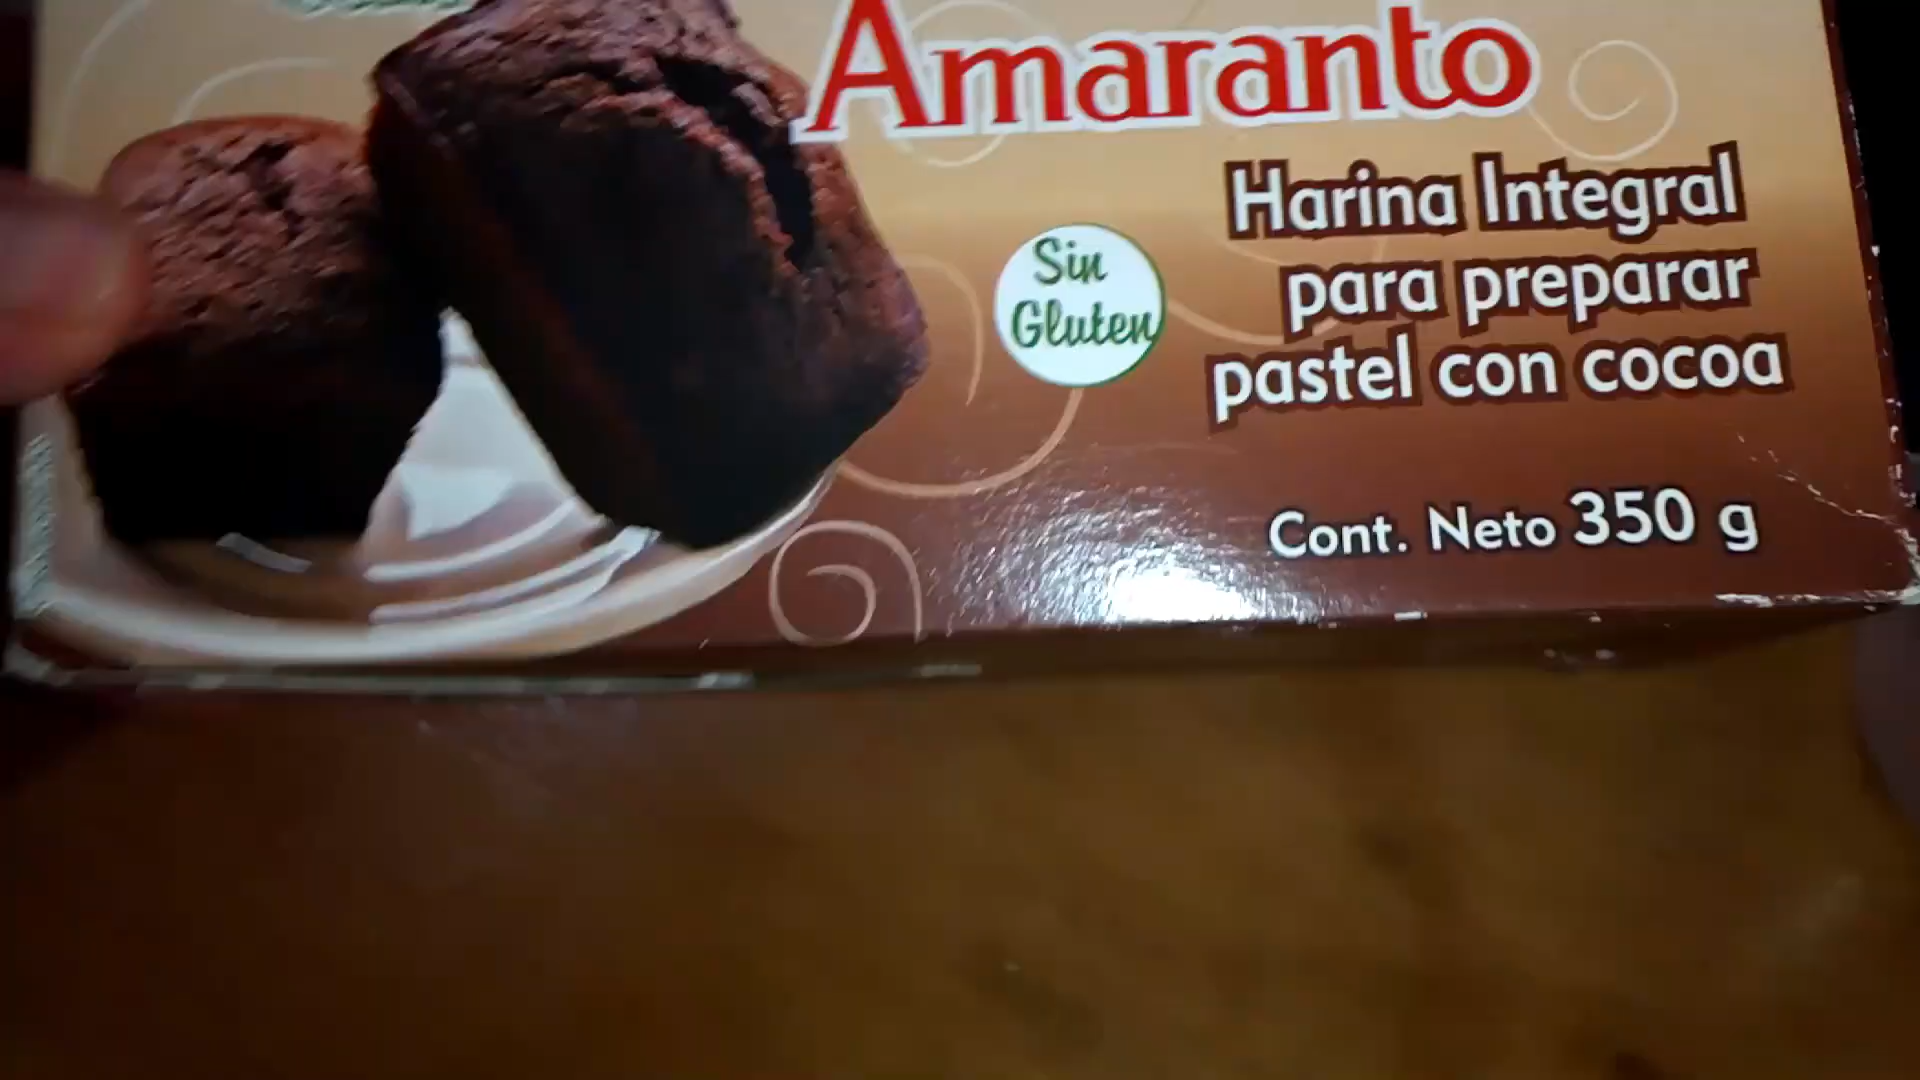 Amaranto
Harina Integral
para preparar
pastel con cocoa
Sin
Gluten
Cont. Neto 350 g